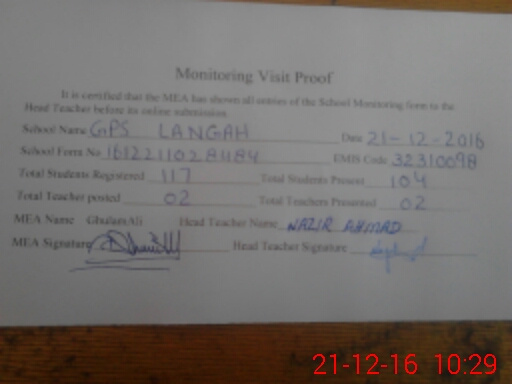 Monitoring Visit Proof
It is certified that the MEA has shown all entries of the School Monitoring form to the
Head Teacher before its online submission.
School Name GPS LANGAH Date 21-12-2016
School Form No EMIS Code 32310098
Total Students Registered 117 Total Students Present 104
Total Teacher posted 02 Total Teachers Presented 02
MEA Name GhulamAli Head Teacher Name NAZIR AHMAD
MEA Signature Head Teacher Signature
21-12-16 10:29